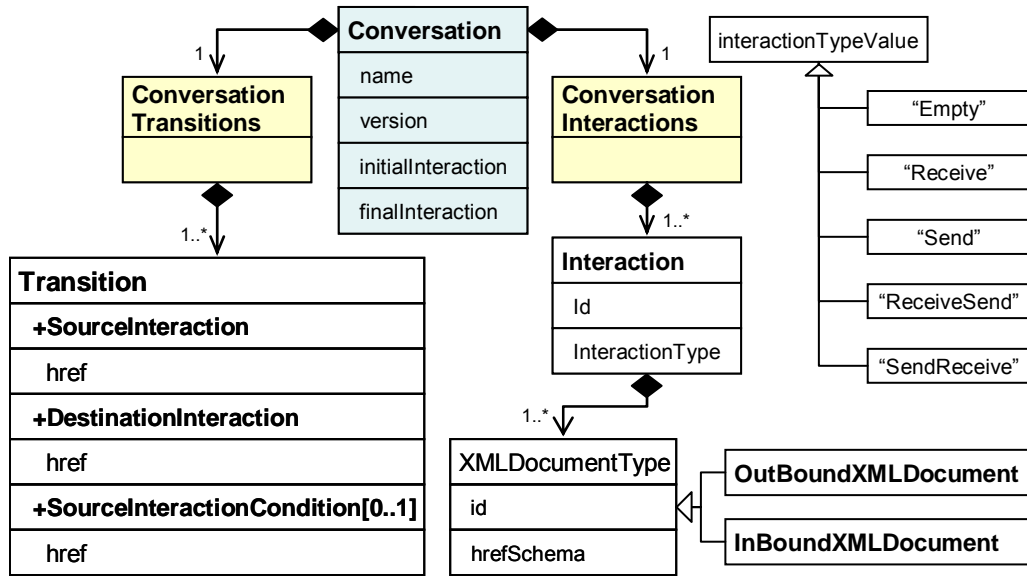 Conversation
name
version
initialInteraction
finalInteraction
1
1
Conversation
Transitions
Conversation
Interactions
1..*
1..*
Transition
+SourceInteraction
href
+DestinationInteraction
href
+SourceInteractionCondition[0..1]
href
Interaction
Id
InteractionType
1..*
XMLDocumentType
id
hrefSchema
OutBoundXMLDocument
InBoundXMLDocument
interactionTypeValue
“Empty”
“Receive”
“Send”
“ReceiveSend”
“SendReceive”